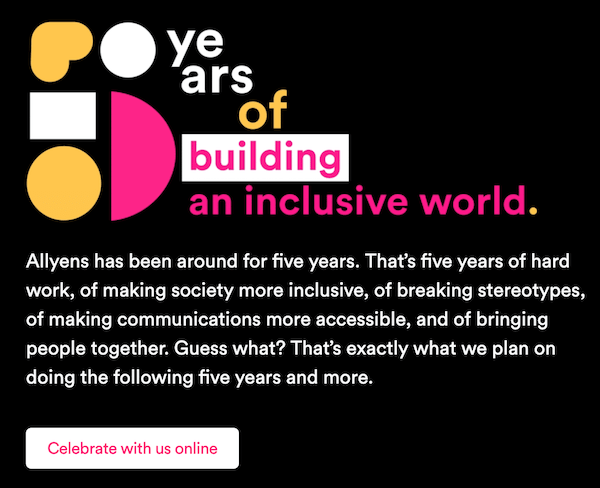 ye
ars
of
building
an inclusive world.
Allyens has been around for five years. That’s five years of hard
work, of making society more inclusive, of breaking stereotypes,
of making communications more accessible, and of bringing
people together. Guess what? That’s exactly what we plan on
doing the following five years and more.
Celebrate with us online